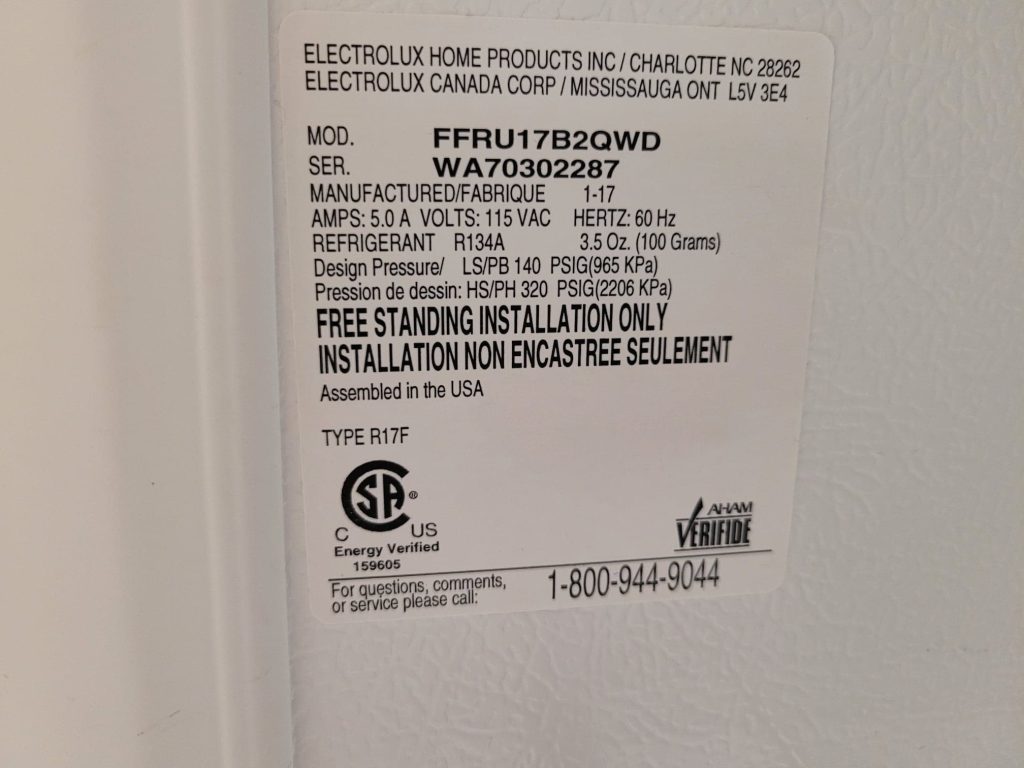 ELECTROLUX HOME PRODUCTS INC / CHARLOTTE NC 28262
ELECTROLUX CANADA CORP / MISSISSAUGA ONT L5V 3E4
MOD. FFRU17B2QWD
SER. WA70302287
MANUFACTURED/FABRIQUE 1-17
AMPS: 5.0 A VOLTS: 115 VAC HERTZ: 60 Hz
REFRIGERANT R134A 3.5 Oz. (100 Grams)
Design Pressure/ LS/PB 140 PSIG(965 KPa)
Pression de dessin: HS/PH 320 PSIG(2206 KPa)
FREE STANDING INSTALLATION ONLY
INSTALLATION NON ENCASTREE SEULEMENT
Assembled in the USA
TYPE R17F
SA ®
C US
Energy Verified
159605
AHAM
VERIFIDE
For questions, comments,
or service please call:
1-800-944-9044